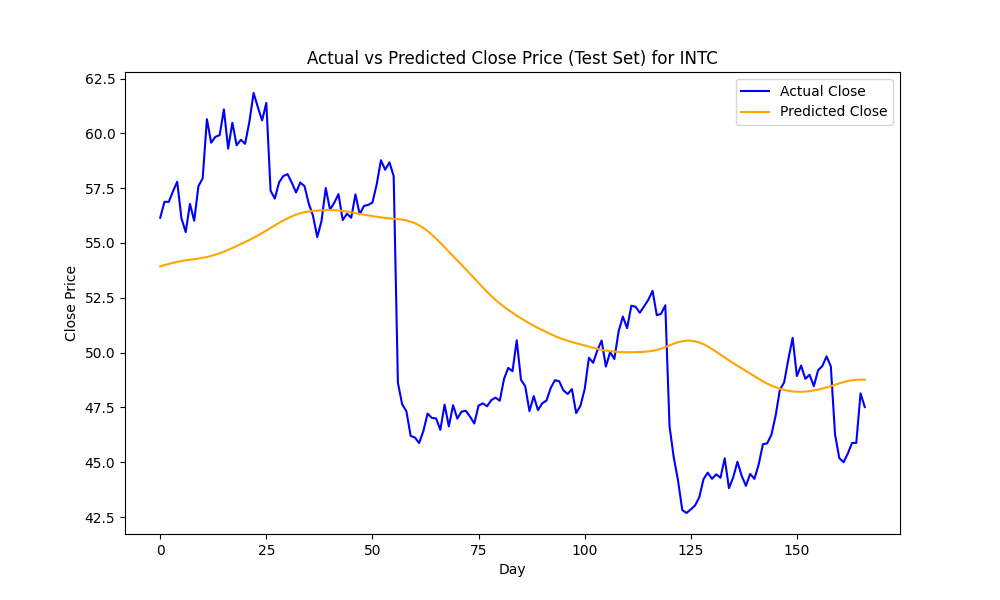 Actual vs Predicted Close Price (Test Set) for INTC
Actual Close
Predicted Close
Close Price
62.5
60.0
57.5
55.0
52.5
50.0
47.5
45.0
42.5
0 25 50 75 100 125 150
Day